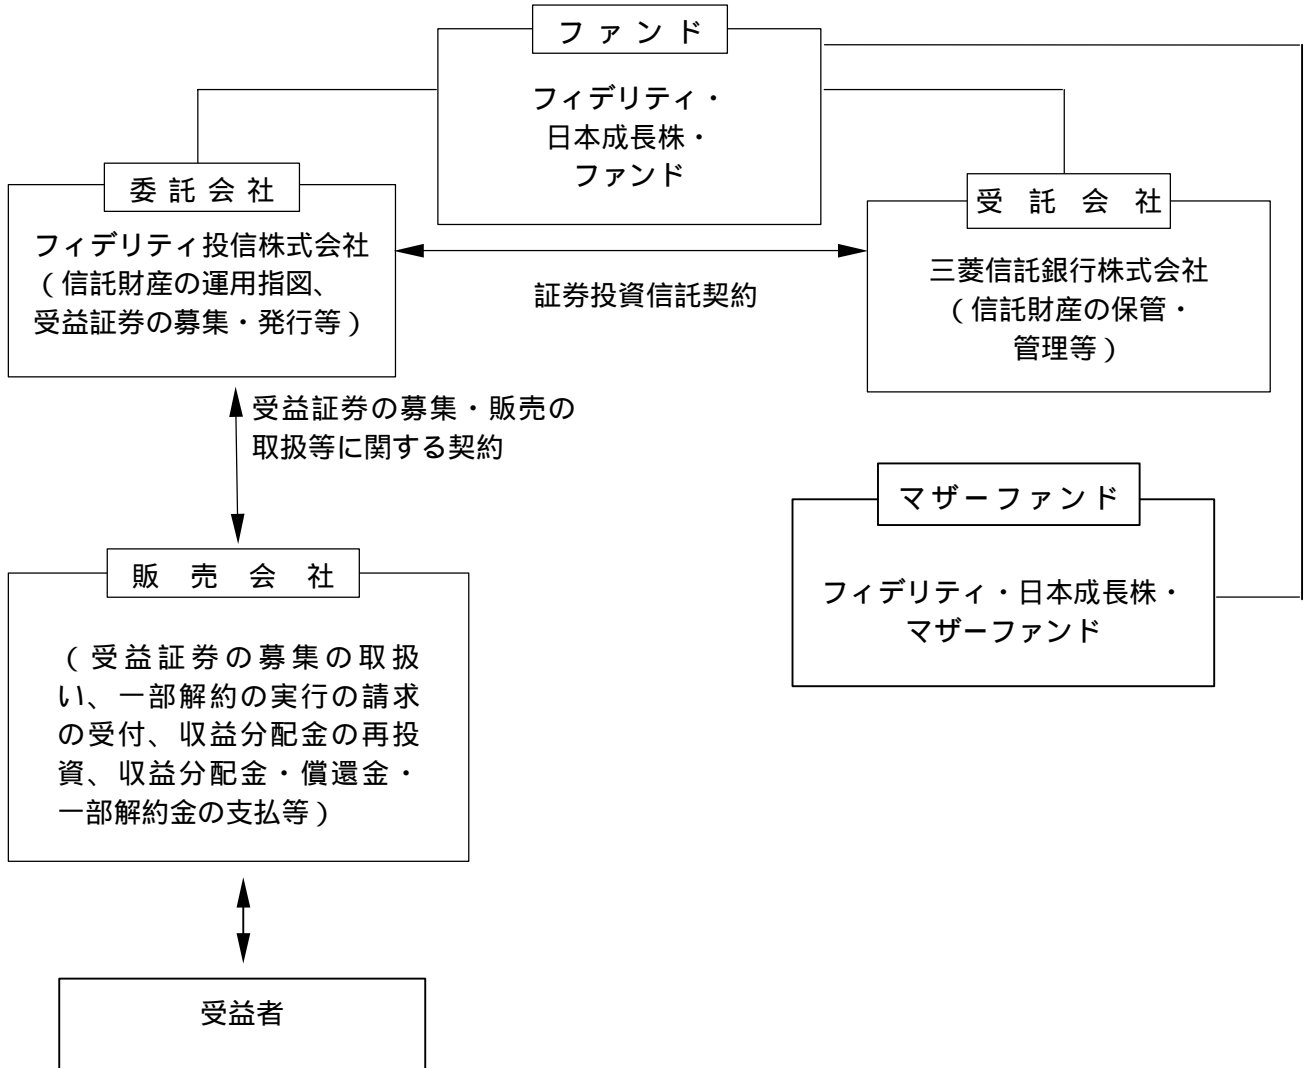 ファンド
フィデリティ・
日本成長株・
ファンド
委託会社
フィデリティ投信株式会社
（信託財産の運用指図、
受益証券の募集・発行等）
証券投資信託契約
受託会社
三菱信託銀行株式会社
（信託財産の保管・
管理等）
受益証券の募集・販売の
取扱等に関する契約
マザーファンド
フィデリティ・日本成長株・
マザーファンド
販売会社
（受益証券の募集の取扱
い、一部解約の実行の請求
の受付、収益分配金の再投
資、収益分配金・償還金・
一部解約金の支払等）
受益者